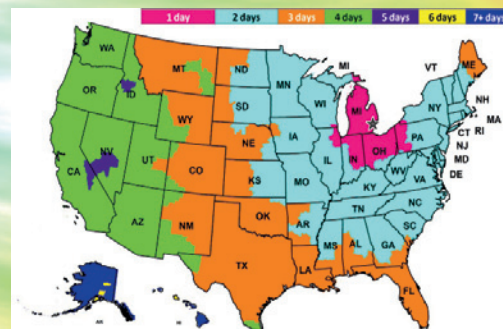 1 day 2 days 3 days 4 days 5 days 6 days 7+ days
WA
MT
ND
MN
MI
VT
ME
OR
ID
SD
WI
MI
NY
NH
MA
WY
IA
PA
CT
RI
NJ
NV
NE
IL
IN
OH
MD
DE
CA
UT
CO
KS
MO
WV
VA
KY
AZ
NM
OK
AR
TN
NC
SC
TX
LA
MS
AL
GA
FL